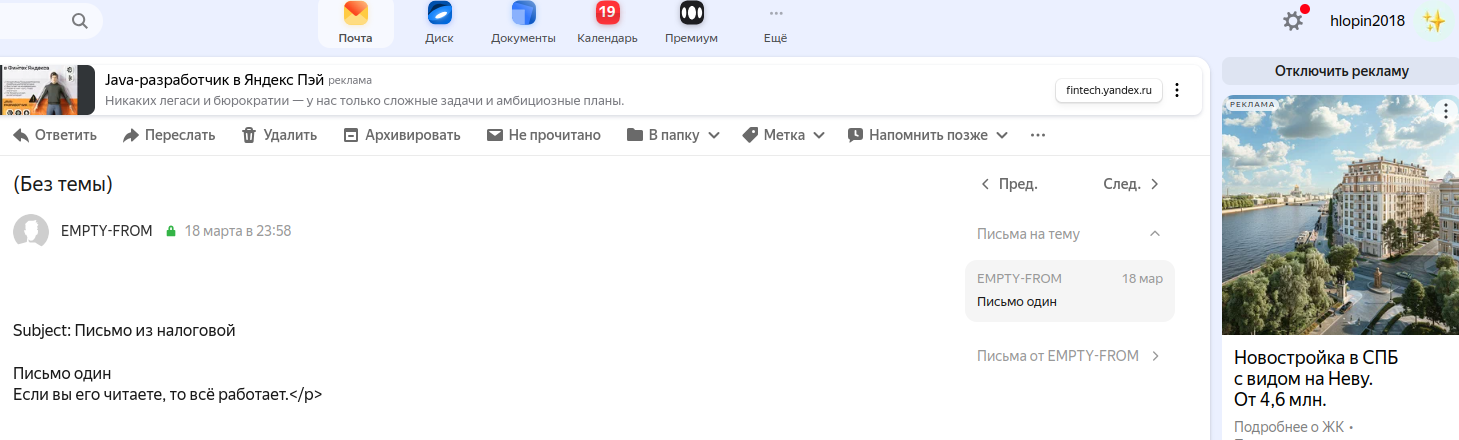 Почта
Диск
Документы
19
Календарь
Премиум
Ещё
hlopin2018
Java-разработчик в Яндекс Пэй реклама
Никаких легаси и бюрократии — у нас только сложные задачи и амбициозные планы.
fintech.yandex.ru
Отключить рекламу
РЕКЛАМА
Ответить
Переслать
Удалить
Архивировать
Не прочитано
В папку
Метка
Напомнить позже
(Без темы)
Пред.
След.
EMPTY-FROM
18 марта в 23:58
Письма на тему
EMPTY-FROM
18 мар
Письмо один
Письма от EMPTY-FROM
Subject: Письмо из налоговой
Письмо один
Если вы его читаете, то всё работает.</p>
Новостройка в СПБ
с видом на Неву.
От 4,6 млн.
Подробнее о ЖК •